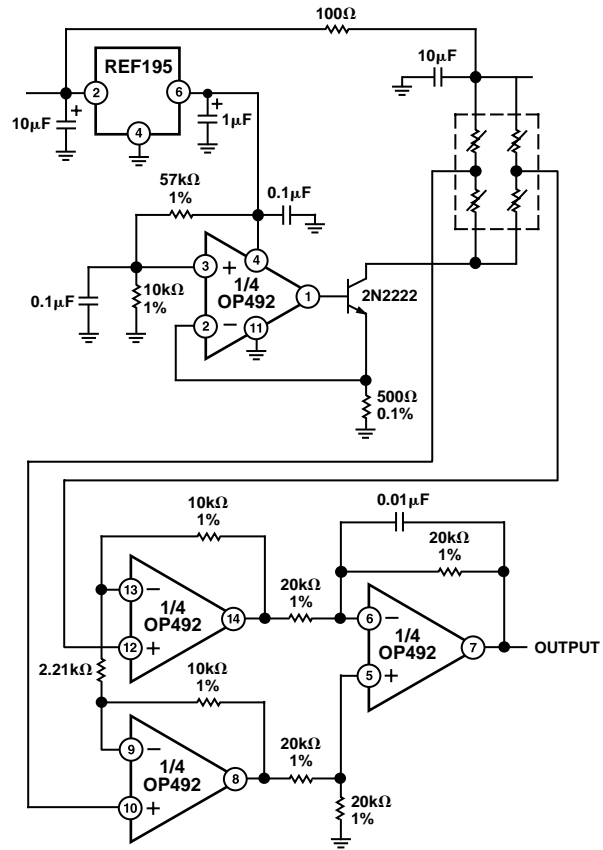 100Ω
REF195
2
6
4
10µF
+
+
1µF
10µF
57kΩ
1%
0.1µF
3
+
4
1/4
OP492
1
2
−
11
0.1µF
10kΩ
1%
2N2222
500Ω
0.1%
10kΩ
1%
13
−
1/4
OP492
14
12
+
2.21kΩ
10kΩ
1%
9
−
1/4
OP492
8
10
+
20kΩ
1%
20kΩ
1%
20kΩ
1%
0.01µF
20kΩ
1%
6
−
1/4
OP492
7
5
+
OUTPUT